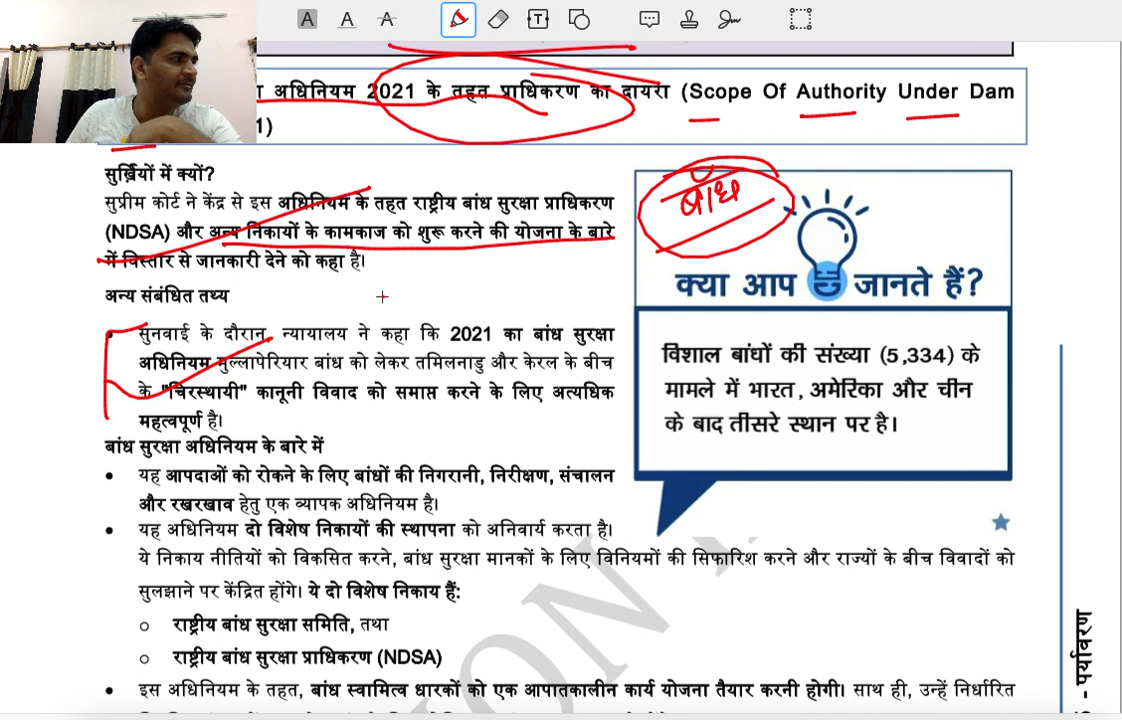 अधिनियम 2021 के तहत प्राधिकरण का दायरा (Scope Of Authority Under Dam
1)
सुर्ख़ियों में क्यों?
सुप्रीम कोर्ट ने केंद्र से इस अधिनियम के तहत राष्ट्रीय बांध सुरक्षा प्राधिकरण
(NDSA) और अन्य निकायों के कामकाज को शुरू करने की योजना के बारे
में विस्तार से जानकारी देने को कहा है।
अन्य संबंधित तथ्य
• सुनवाई के दौरान, न्यायालय ने कहा कि 2021 का बांध सुरक्षा
अधिनियम मुल्लापेरियार बांध को लेकर तमिलनाडु और केरल के बीच
के "चिरस्थायी" कानूनी विवाद को समाप्त करने के लिए अत्यधिक
महत्वपूर्ण है।
बाँध
क्या आप जानते हैं?
विशाल बांधों की संख्या (5,334) के
मामले में भारत, अमेरिका और चीन
के बाद तीसरे स्थान पर है।
बांध सुरक्षा अधिनियम के बारे में
• यह आपदाओं को रोकने के लिए बांधों की निगरानी, निरीक्षण, संचालन
और रखरखाव हेतु एक व्यापक अधिनियम है।
• यह अधिनियम दो विशेष निकायों की स्थापना को अनिवार्य करता है।
ये निकाय नीतियों को विकसित करने, बांध सुरक्षा मानकों के लिए विनियमों की सिफारिश करने और राज्यों के बीच विवादों को
सुलझाने पर केंद्रित होंगे। ये दो विशेष निकाय हैं:
o राष्ट्रीय बांध सुरक्षा समिति, तथा
o राष्ट्रीय बांध सुरक्षा प्राधिकरण (NDSA)
• इस अधिनियम के तहत, बांध स्वामित्व धारकों को एक आपातकालीन कार्य योजना तैयार करनी होगी। साथ ही, उन्हें निर्धारित
- पर्यावरण